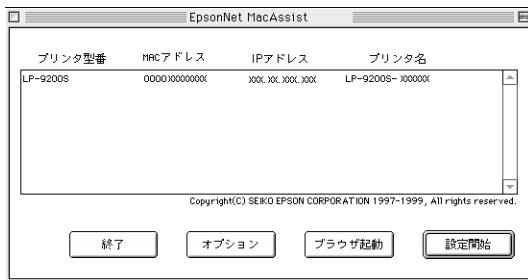 EpsonNet MacAssist
プリンタ型番 MACアドレス IPアドレス プリンタ名
LP-9200S 0000XXXXXXXX XXX.XX.XXX.XXX LP-9200S-XXXXXX
Copyright(C) SEIKO EPSON CORPORATION 1997-1999, All rights reserved.
終了 オプション ブラウザ起動 設定開始